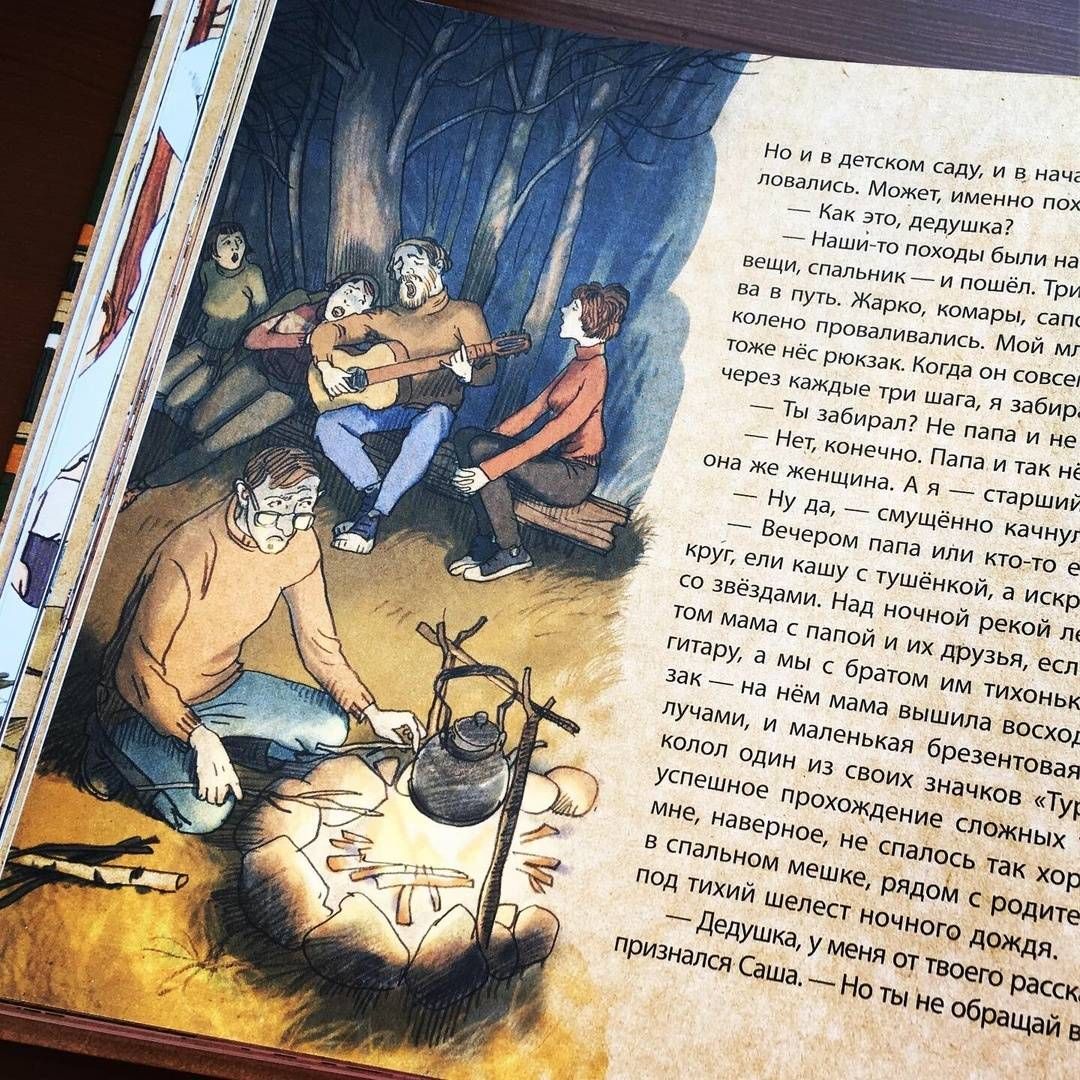 Но и в детском саду, и в нача
ловались. Может, именно пох
— Как это, дедушка?
— Наши-то походы были на
вещи, спальник — и пошёл. Три
ва в путь. Жарко, комары, сапо
колено проваливались. Мой мл
тоже нёс рюкзак. Когда он совсе
через каждые три шага, я забир
— Ты забирал? Не папа и не
— Нет, конечно. Папа и так нё
она же женщина. А я — старший
— Ну да, — смущённо качнул
— Вечером папа или кто-то е
круг, ели кашу с тушёнкой, а искр
со звёздами. Над ночной рекой ле
том мама с папой и их друзья, есл
гитару, а мы с братом им тихоньк
зак — на нём мама вышила восход
лучами, и маленькая брезентовая
колол один из своих значков «Тур
успешное прохождение сложных
мне, наверное, не спалось так хор
в спальном мешке, рядом с родите
под тихий шелест ночного дождя.
— Дедушка, у меня от твоего расск
признался Саша. — Но ты не обращай в